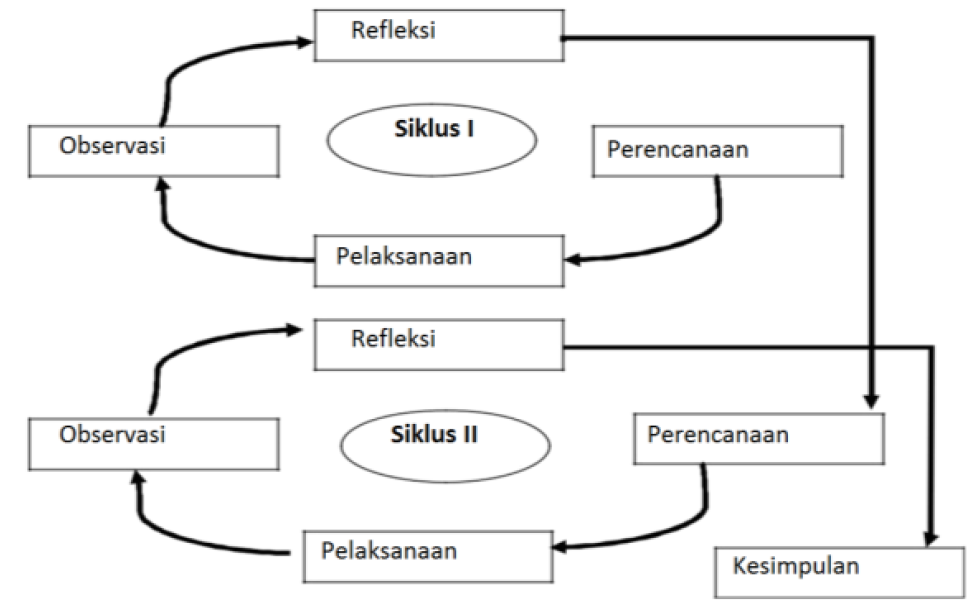 Refleksi
Siklus I
Observasi
Perencanaan
Pelaksanaan
Refleksi
Siklus II
Observasi
Perencanaan
Pelaksanaan
Kesimpulan